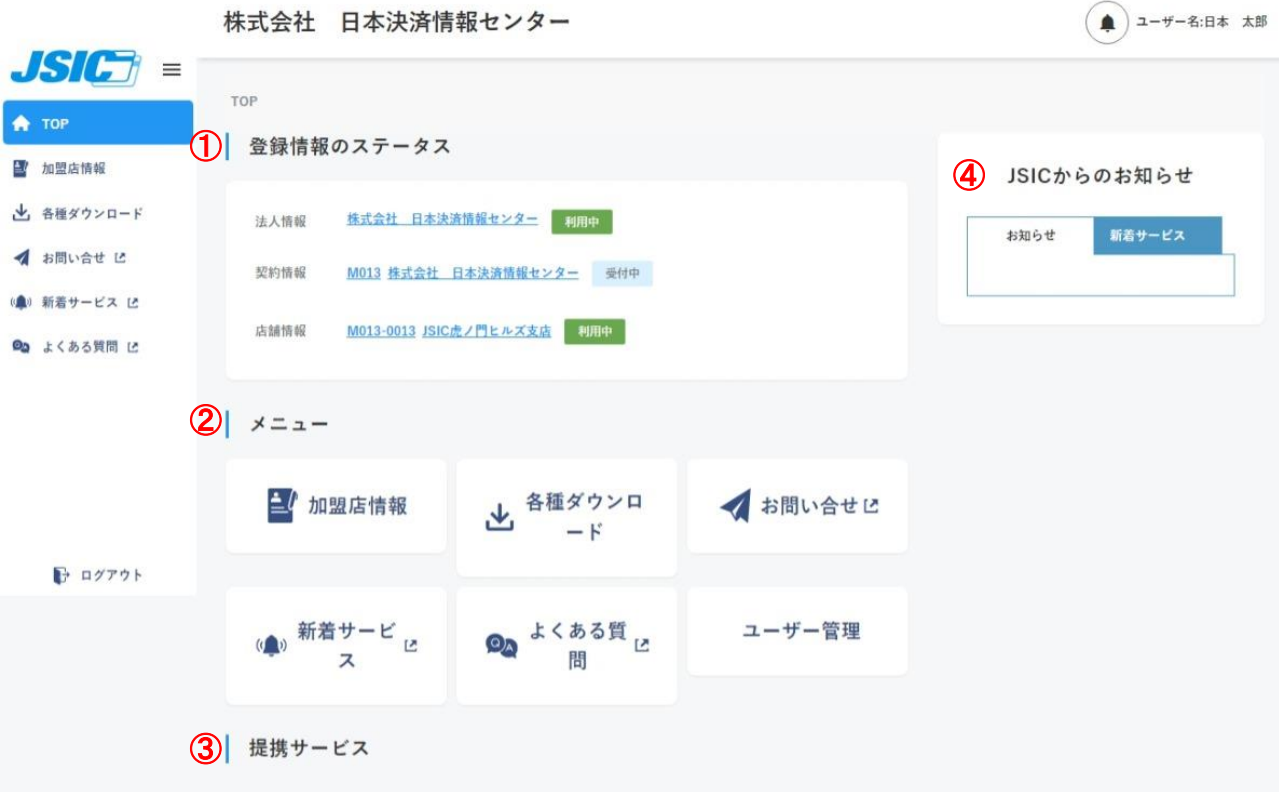 株式会社　日本決済情報センター
ユーザー名:日本　太郎
JSIC
TOP
加盟店情報
各種ダウンロード
お問い合せ
新着サービス
よくある質問
ログアウト
TOP
① 登録情報のステータス
法人情報 株式会社　日本決済情報センター 利用中
契約情報 M013 株式会社　日本決済情報センター 受付中
店舗情報 M013-0013 JSIC虎ノ門ヒルズ支店 利用中
② メニュー
加盟店情報
各種ダウンロ
ード
お問い合せ
新着サービ
ス
よくある質
問
ユーザー管理
③ 提携サービス
④ JSICからのお知らせ
お知らせ 新着サービス